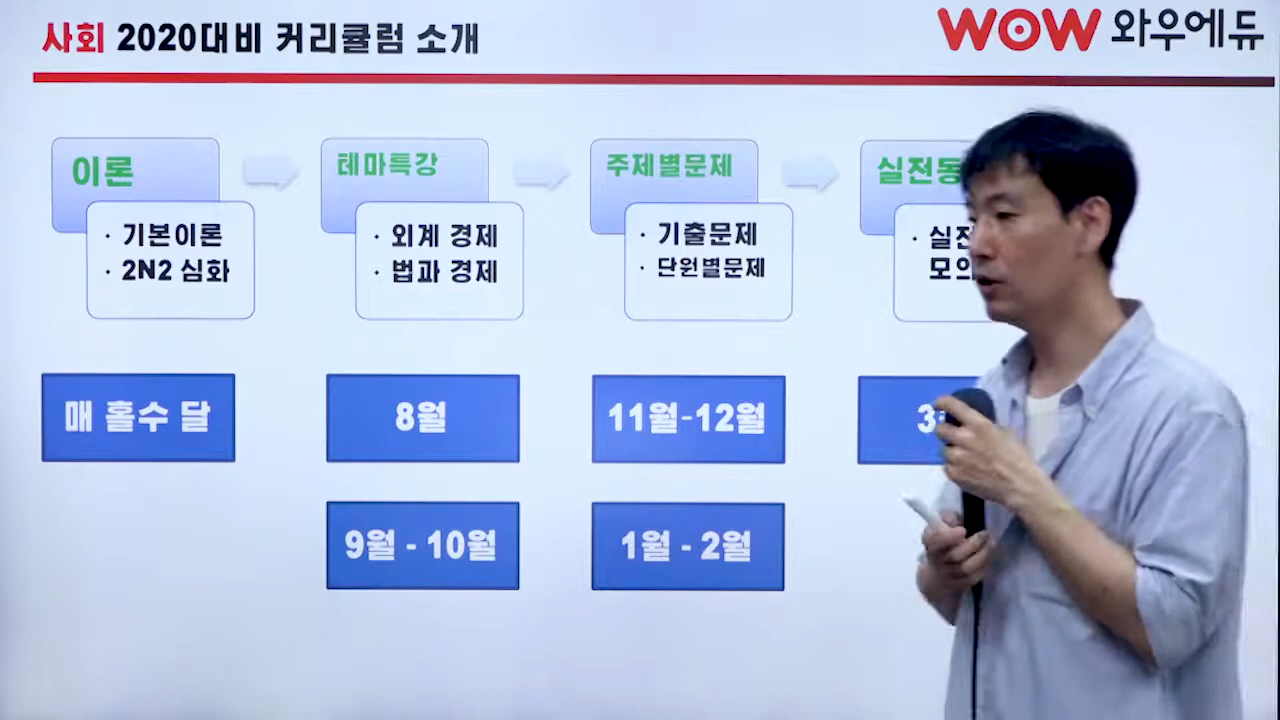 사회 2020대비 커리큘럼 소개
WOW 와우에듀
이론
· 기본이론
· 2N2 심화
테마특강
· 외계 경제
· 법과 경제
주제별문제
· 기출문제
· 단원별문제
매 홀수 달
8월
11월-12월
9월 - 10월
1월 - 2월